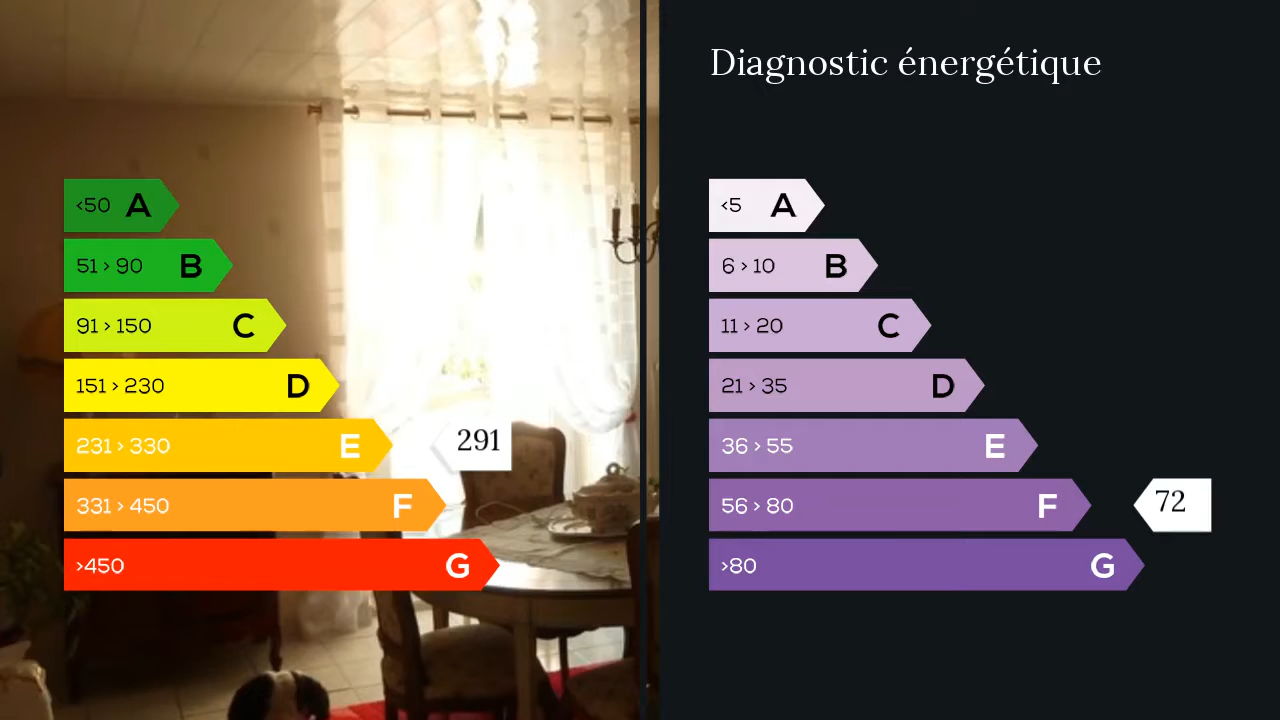 Diagnostic énergétique
<50 A
51 > 90 B
91 > 150 C
151 > 230 D
231 > 330 E
291
331 > 450 F
>450 G
<5 A
6 > 10 B
11 > 20 C
21 > 35 D
36 > 55 E
56 > 80 F
72
>80 G